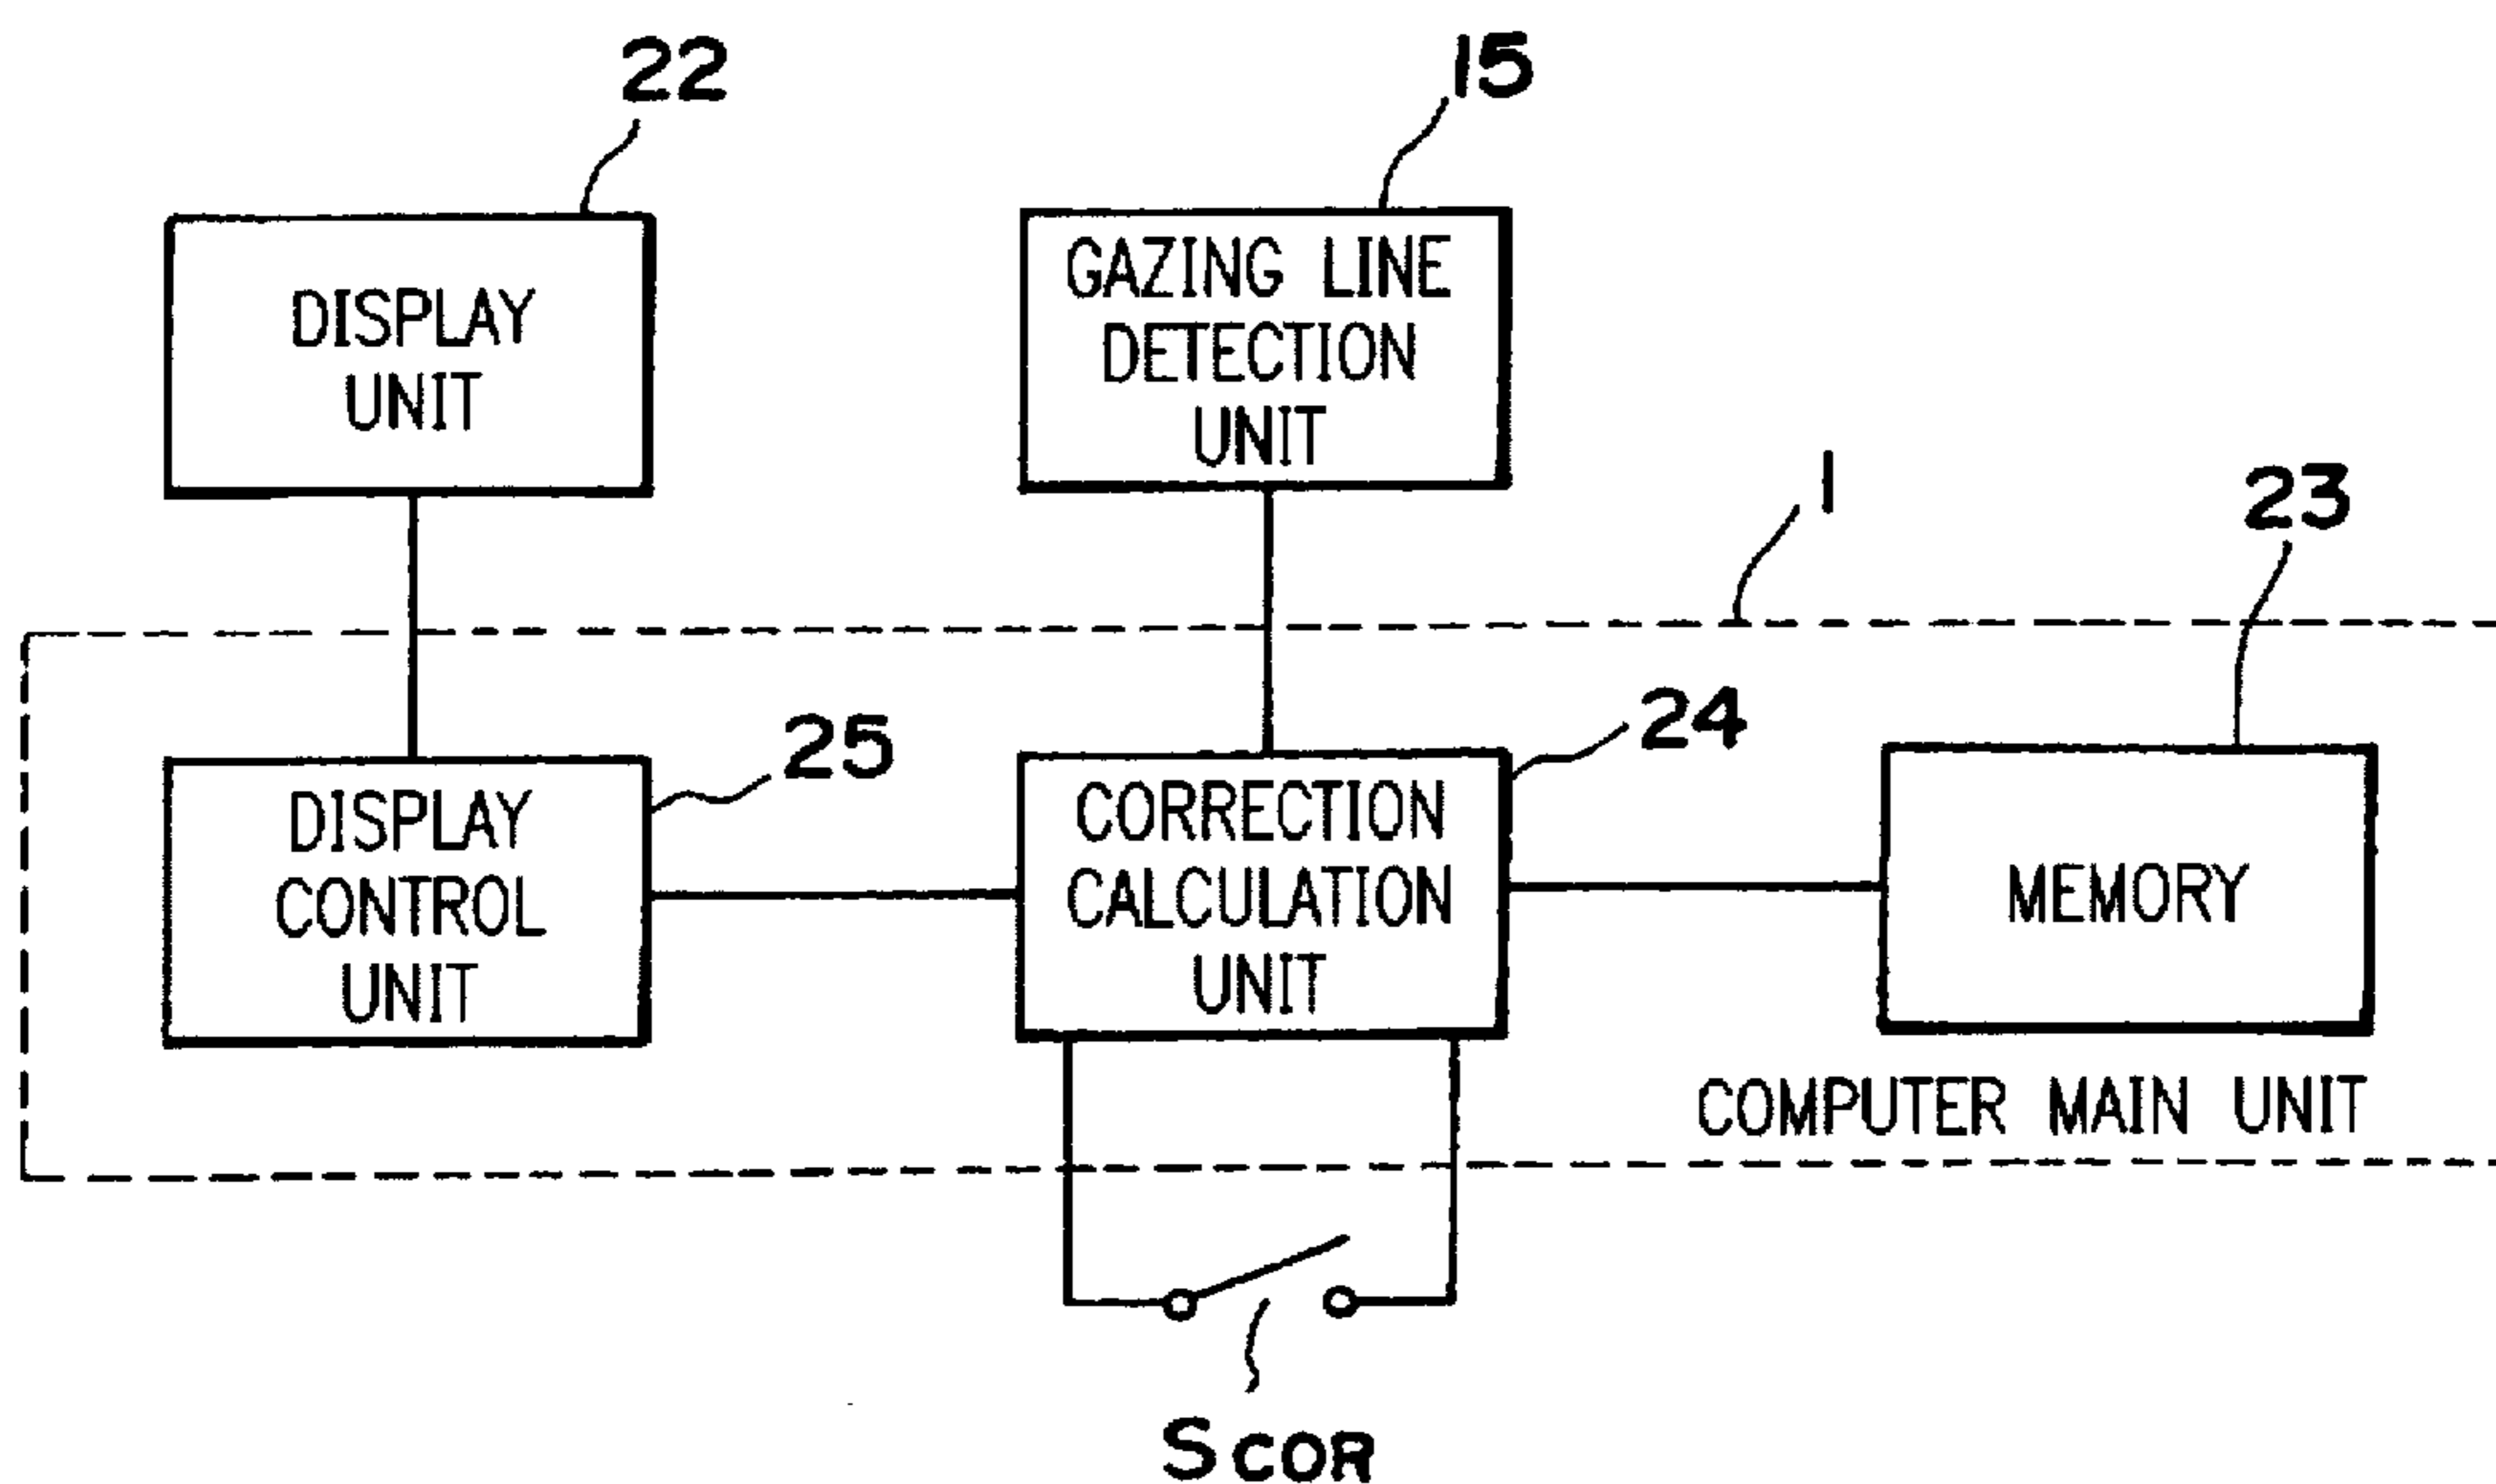 22
15
DISPLAY
UNIT
GAZING LINE
DETECTION
UNIT
1
23
25
24
DISPLAY
CONTROL
UNIT
CORRECTION
CALCULATION
UNIT
MEMORY
COMPUTER MAIN UNIT
SCOR